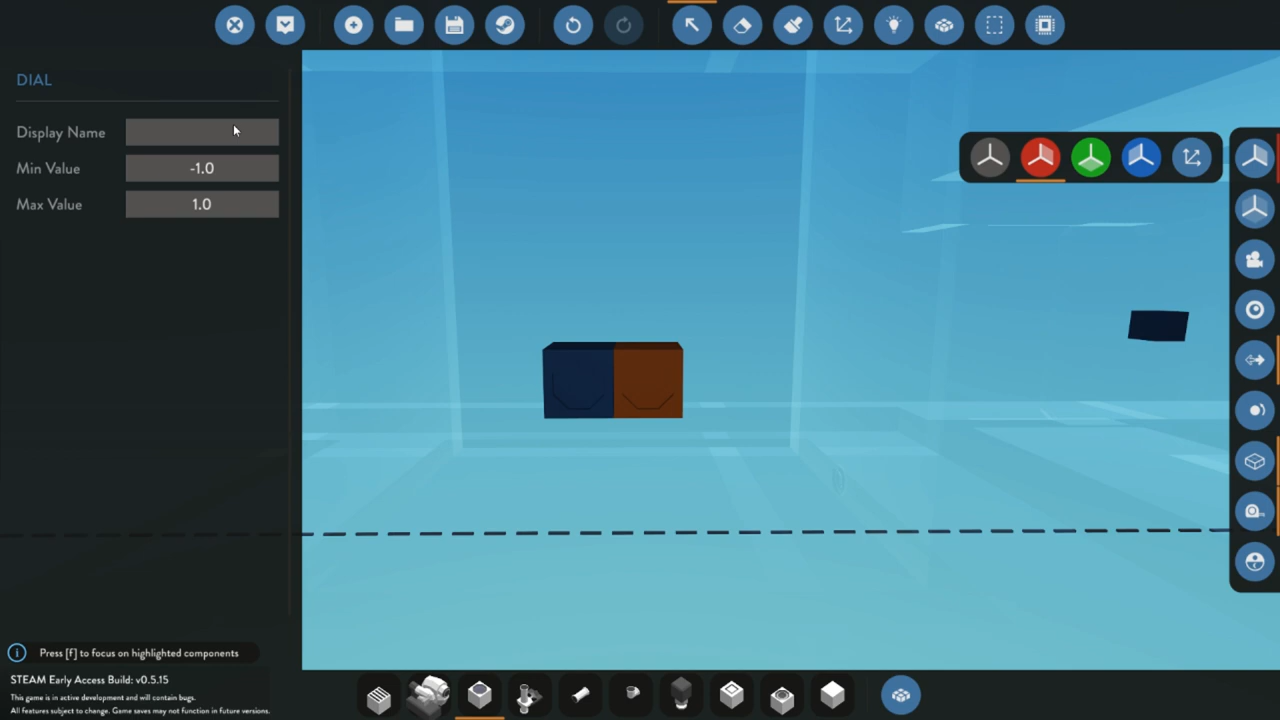 DIAL
Display Name
Min Value -1.0
Max Value 1.0
Press [f] to focus on highlighted components
STEAM Early Access Build: v0.5.15
This game is in active development and will contain bugs.
All features subject to change. Game saves may not function in future versions.